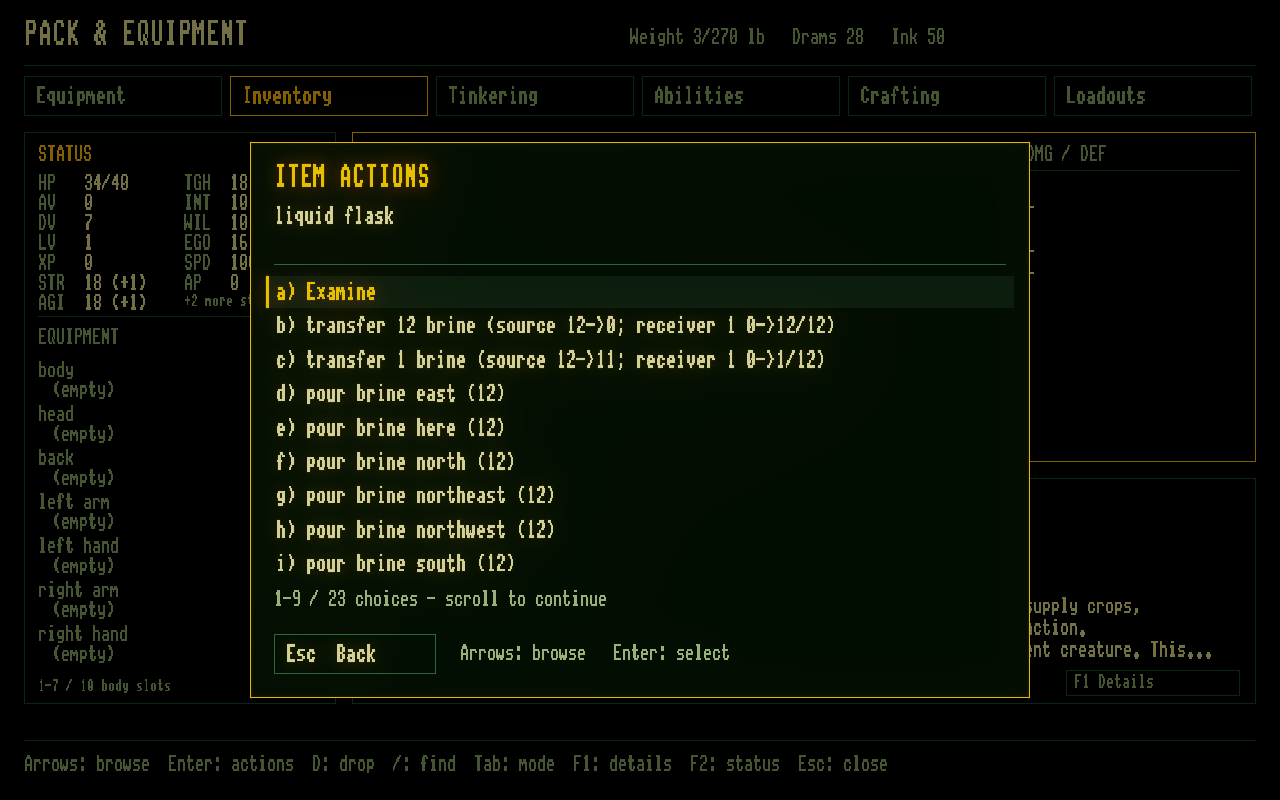 PACK & EQUIPMENT
Weight 3/270 lb Drams 28 Ink 50
Equipment
Inventory
Tinkering
Abilities
Crafting
Loadouts
STATUS
HP 34/40 TGH 18
AV 0 INT 10
DV 7 WIL 10
LV 1 EGO 16
XP 0 SPD
STR 18 (+1) AP 0
AGI 18 (+1) +2 more
EQUIPMENT
body
(empty)
head
(empty)
back
(empty)
left arm
(empty)
left hand
(empty)
right arm
(empty)
right hand
(empty)
1-7 / 10 body slots
DMG / DEF
ITEM ACTIONS
liquid flask
a) Examine
b) transfer 12 brine (source 12->0; receiver 1 0->12/12)
c) transfer 1 brine (source 12->11; receiver 1 0->1/12)
d) pour brine east (12)
e) pour brine here (12)
f) pour brine north (12)
g) pour brine northeast (12)
h) pour brine northwest (12)
i) pour brine south (12)
1-9 / 23 choices - scroll to continue
Esc Back
Arrows: browse Enter: select
supply crops,
creature. This...
F1 Details
Arrows: browse Enter: actions D: drop /: find Tab: mode F1: details F2: status Esc: close